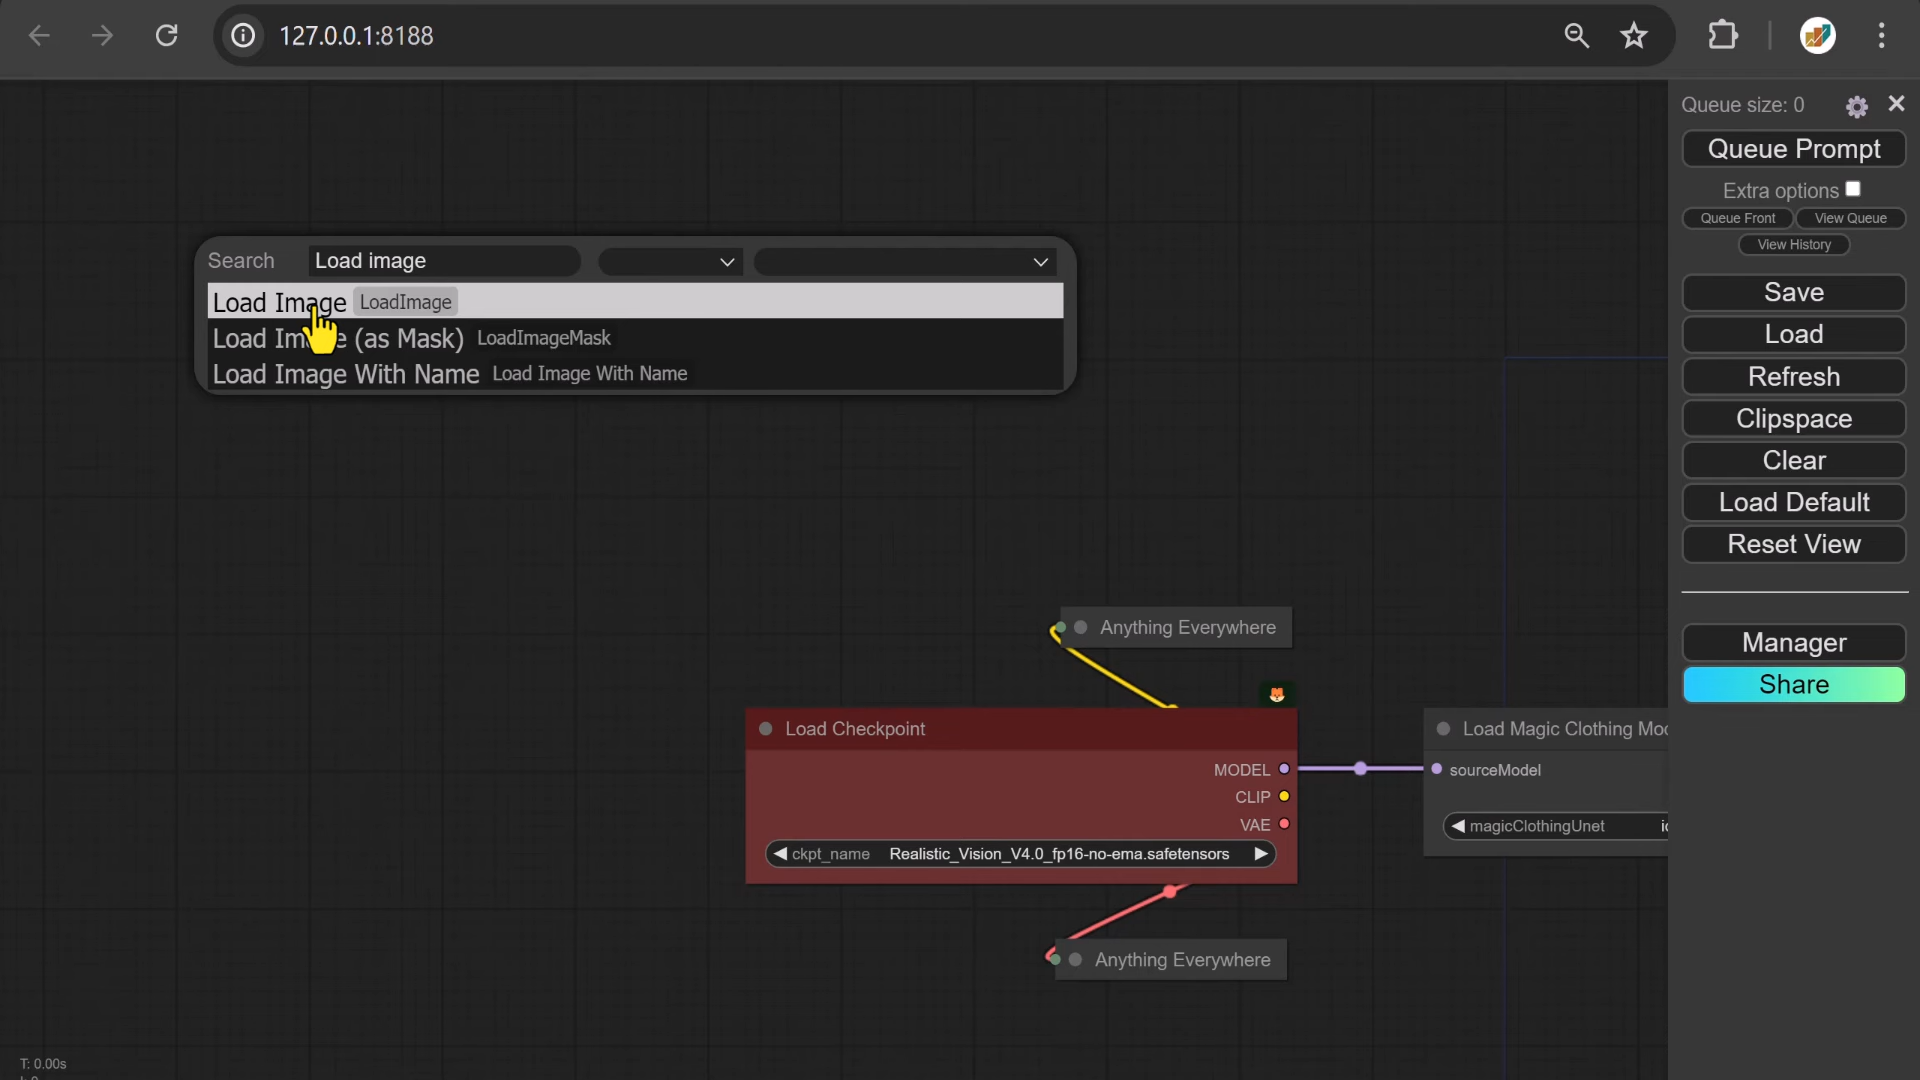 127.0.0.1:8188
Queue size: 0
Queue Prompt
Extra options
Queue Front View Queue
View History
Save
Load
Refresh
Clipspace
Clear
Load Default
Reset View
Manager
Share
Search Load image
Load Image LoadImage
Load Image (as Mask) LoadImageMask
Load Image With Name Load Image With Name
Anything Everywhere
Load Checkpoint
MODEL
CLIP
VAE
ckpt_name Realistic_Vision_V4.0_fp16-no-ema.safetensors
Load Magic Clothing Mod
sourceModel
magicClothingUnet
Anything Everywhere
T: 0.00s